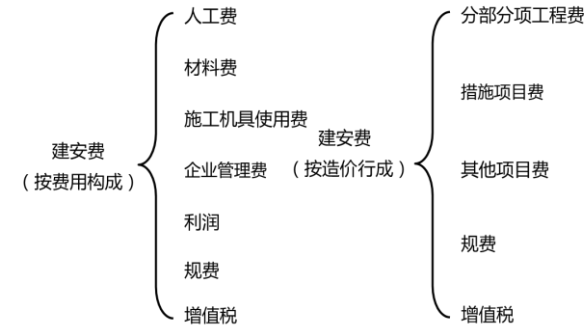 建安费
（按费用构成）
人工费
材料费
施工机具使用费
企业管理费
利润
规费
增值税
建安费
（按造价行成）
分部分项工程费
措施项目费
其他项目费
规费
增值税